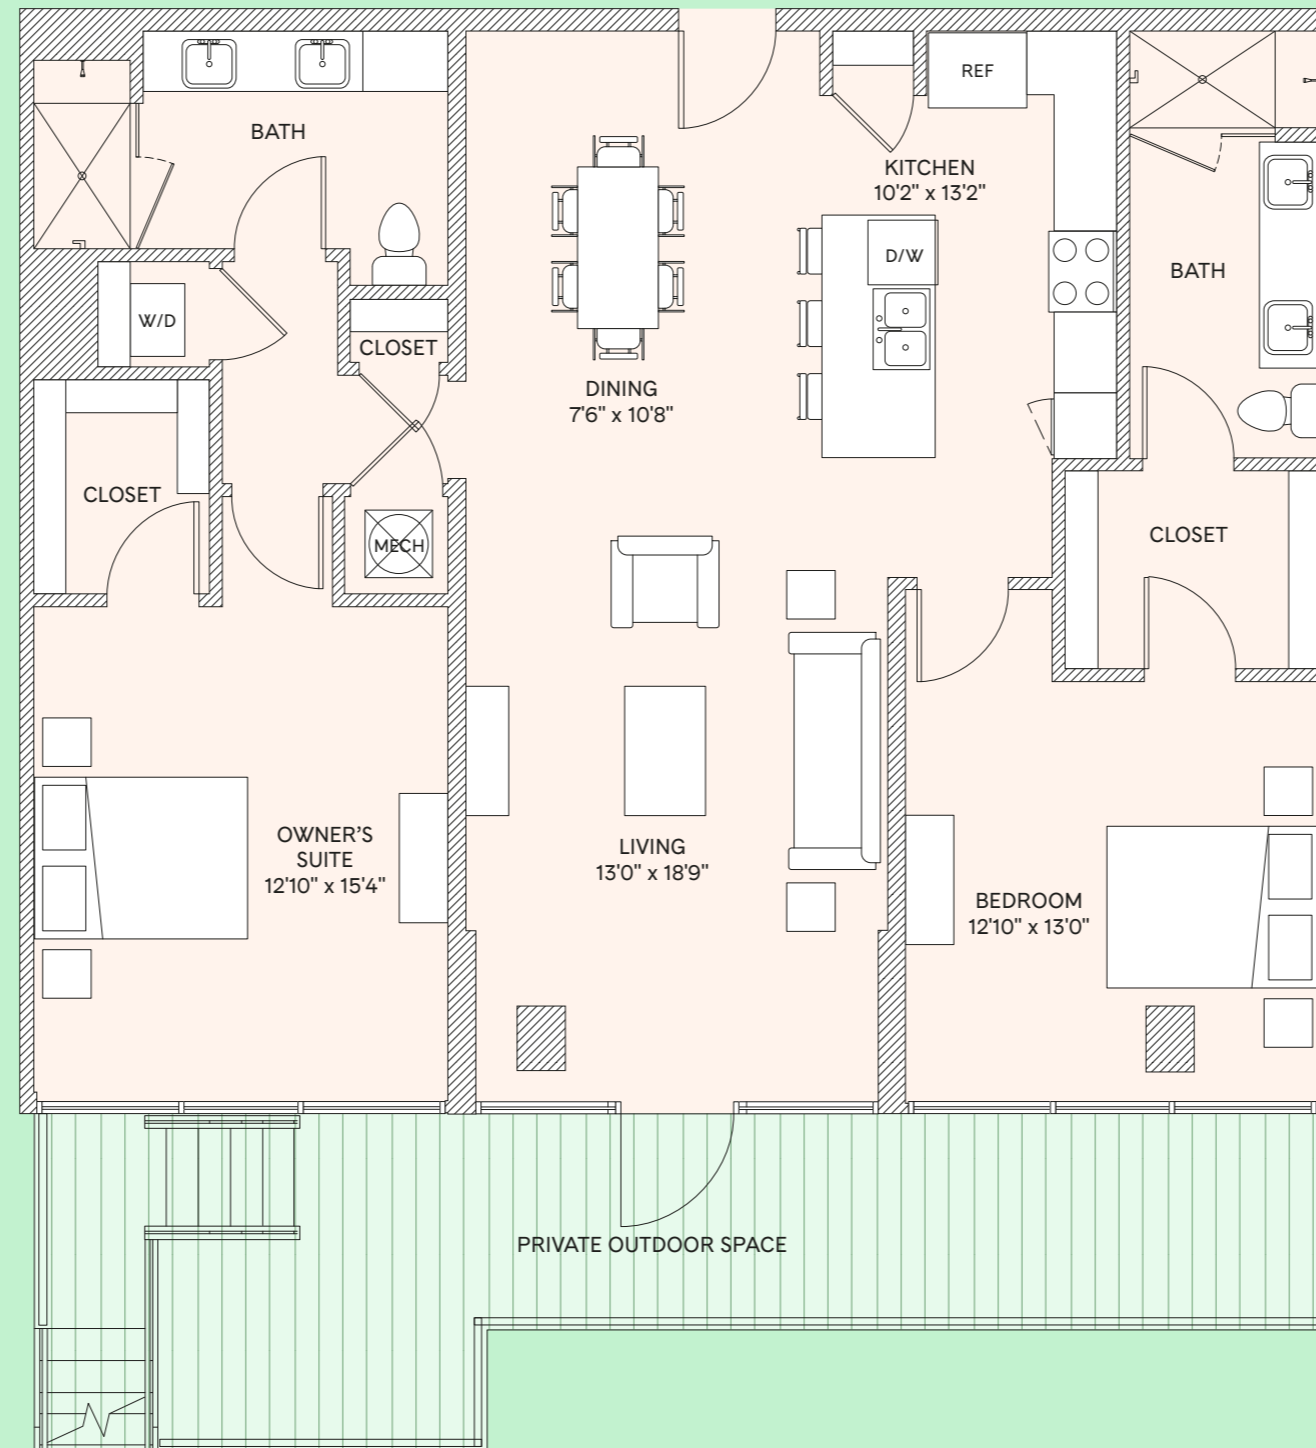 BATH
REF
KITCHEN
10'2" x 13'2"
D/W
BATH
W/D
CLOSET
DINING
7'6" x 10'8"
CLOSET
CLOSET
MECH
OWNER’S
SUITE
12'10" x 15'4"
LIVING
13'0" x 18'9"
BEDROOM
12'10" x 13'0"
PRIVATE OUTDOOR SPACE